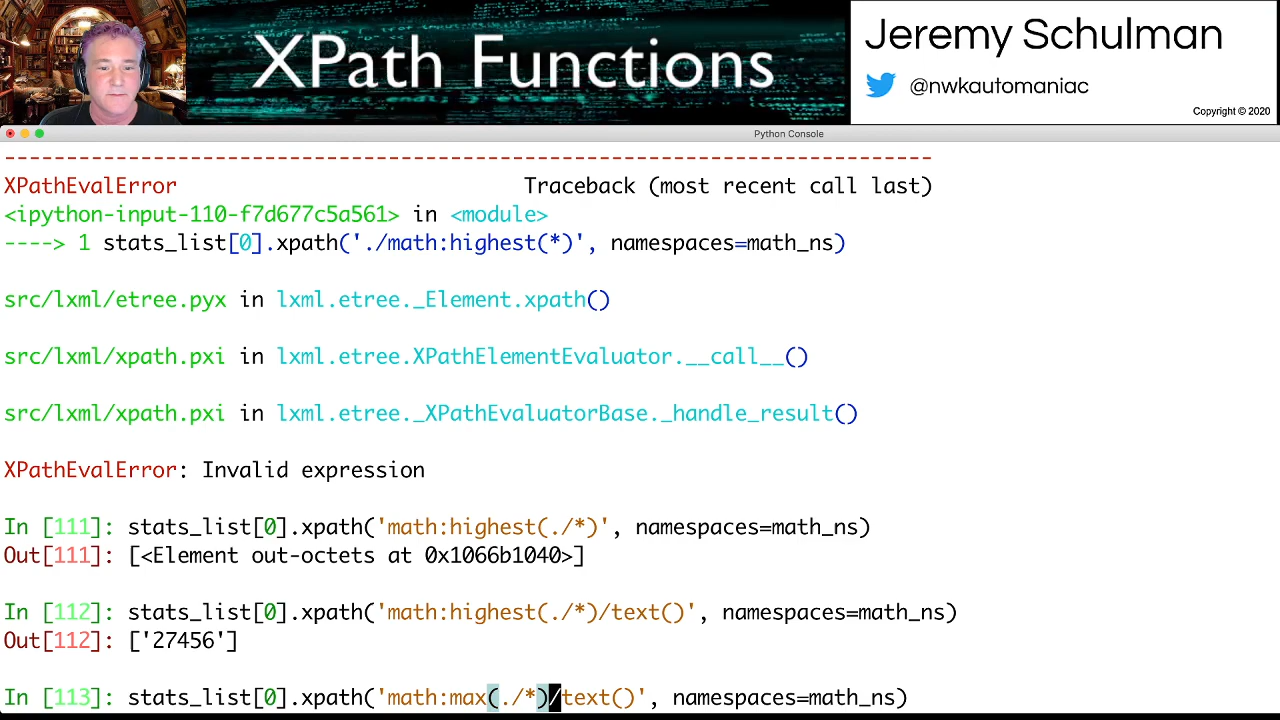 XPath Functions
Jeremy Schulman
@nwkautomaniac
Copyright © 2020
Python Console
---------------------------------------------------------------------------
XPathEvalError                            Traceback (most recent call last)
<ipython-input-110-f7d677c5a561> in <module>
----> 1 stats_list[0].xpath('./math:highest(*)', namespaces=math_ns)
src/lxml/etree.pyx in lxml.etree._Element.xpath()
src/lxml/xpath.pxi in lxml.etree.XPathElementEvaluator.__call__()
src/lxml/xpath.pxi in lxml.etree._XPathEvaluatorBase._handle_result()
XPathEvalError: Invalid expression
In [111]: stats_list[0].xpath('math:highest(./*)', namespaces=math_ns)
Out[111]: [<Element out-octets at 0x1066b1040>]
In [112]: stats_list[0].xpath('math:highest(./*)/text()', namespaces=math_ns)
Out[112]: ['27456']
In [113]: stats_list[0].xpath('math:max(./*)/text()', namespaces=math_ns)